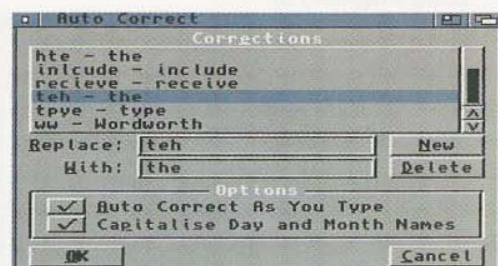 Auto Correct
Corrections
hte - the
inlcude - include
recieve - receive
teh - the
tpye - type
ww - Wordworth
Replace: teh New
With: the Delete
Options
Auto Correct As You Type
Capitalise Day and Month Names
OK Cancel